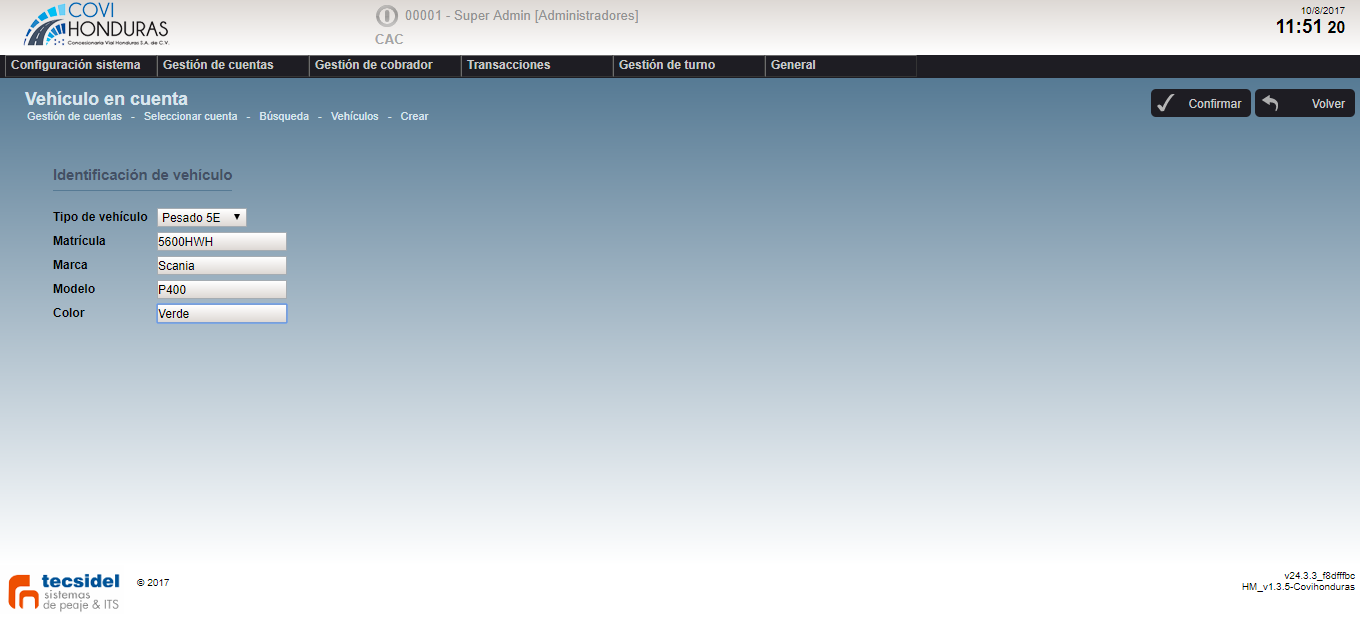 COVI
HONDURAS
Concesionaria Vial Honduras S.A. de C.V.
00001 - Super Admin [Administradores]
CAC
10/8/2017
11:51 20
Configuración sistema Gestión de cuentas Gestión de cobrador Transacciones Gestión de turno General
Vehículo en cuenta
Gestión de cuentas - Seleccionar cuenta - Búsqueda - Vehículos - Crear
Confirmar Volver
Identificación de vehículo
Tipo de vehículo Pesado 5E
Matrícula 5600HWH
Marca Scania
Modelo P400
Color Verde
tecsidel
sistemas
de peaje & ITS
© 2017
v24.3.3_f8dfffbc
HM_v1.3.5-Covihonduras